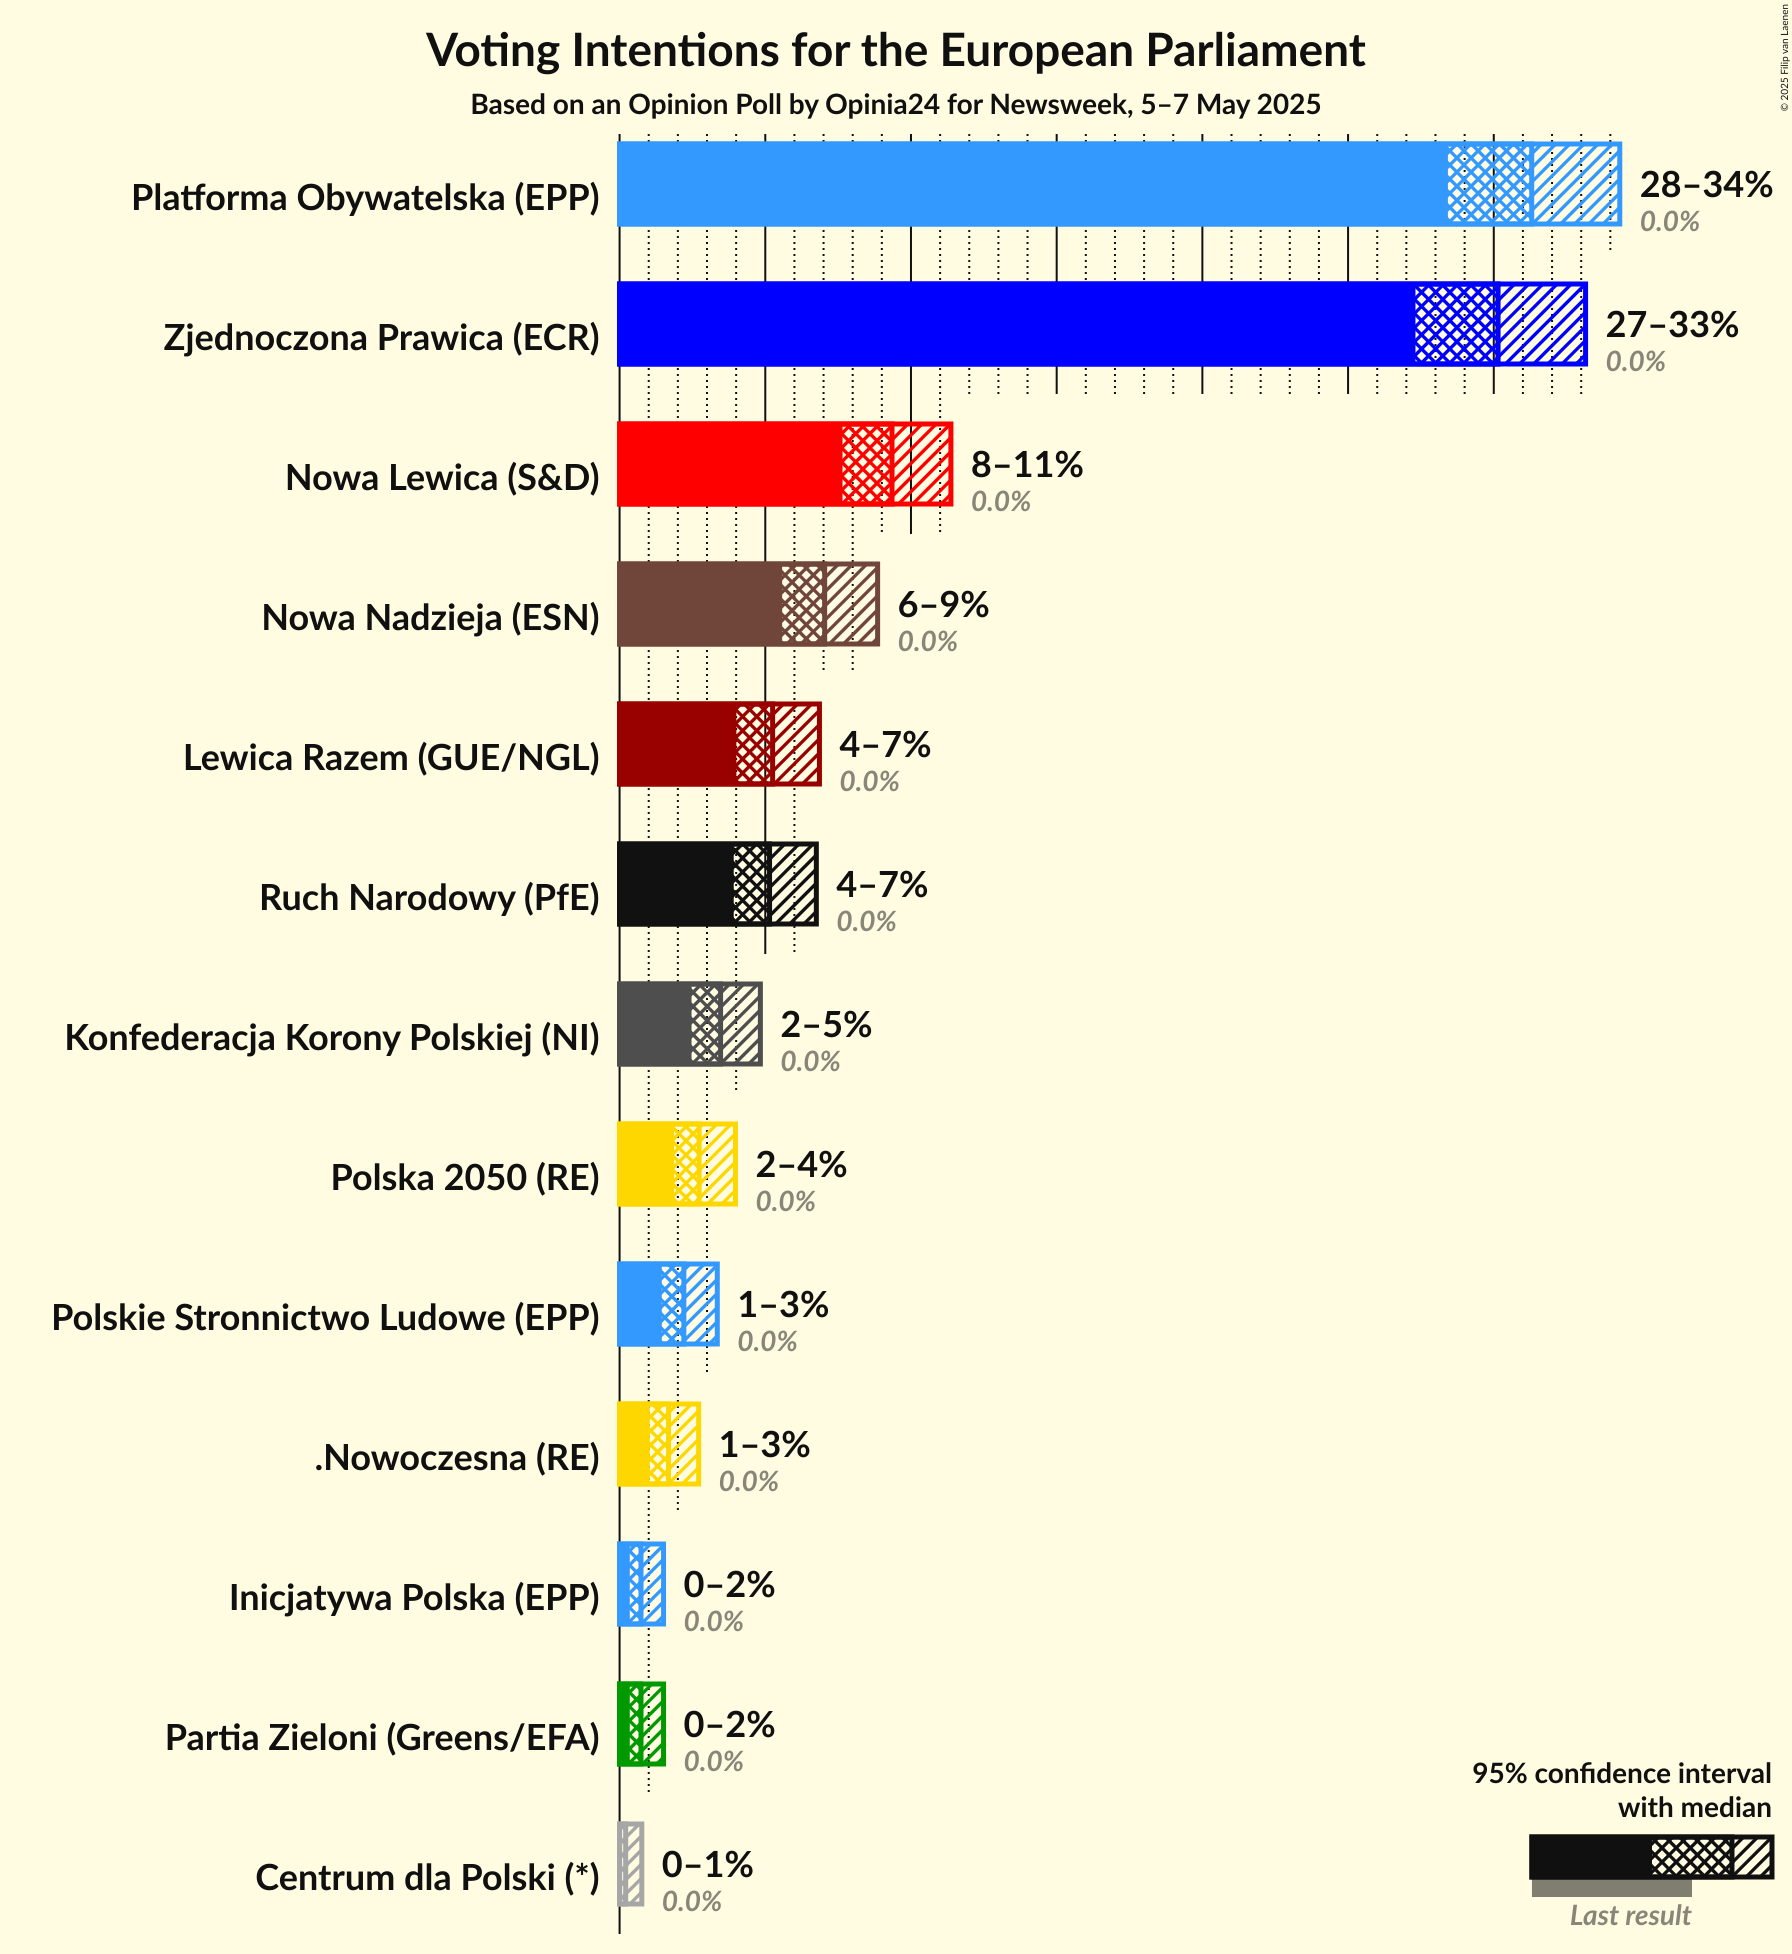 Voting Intentions for the European Parliament
Based on an Opinion Poll by Opinia24 for Newsweek, 5–7 May 2025
© 2025 Filip van Laenen
Platforma Obywatelska (EPP)
28–34%
0.0%
Zjednoczona Prawica (ECR)
27–33%
0.0%
Nowa Lewica (S&D)
8–11%
0.0%
Nowa Nadzieja (ESN)
6–9%
0.0%
Lewica Razem (GUE/NGL)
4–7%
0.0%
Ruch Narodowy (PfE)
4–7%
0.0%
Konfederacja Korony Polskiej (NI)
2–5%
0.0%
Polska 2050 (RE)
2–4%
0.0%
Polskie Stronnictwo Ludowe (EPP)
1–3%
0.0%
.Nowoczesna (RE)
1–3%
0.0%
Inicjatywa Polska (EPP)
0–2%
0.0%
Partia Zieloni (Greens/EFA)
0–2%
0.0%
Centrum dla Polski (*)
0–1%
0.0%
95% confidence interval
with median
Last result